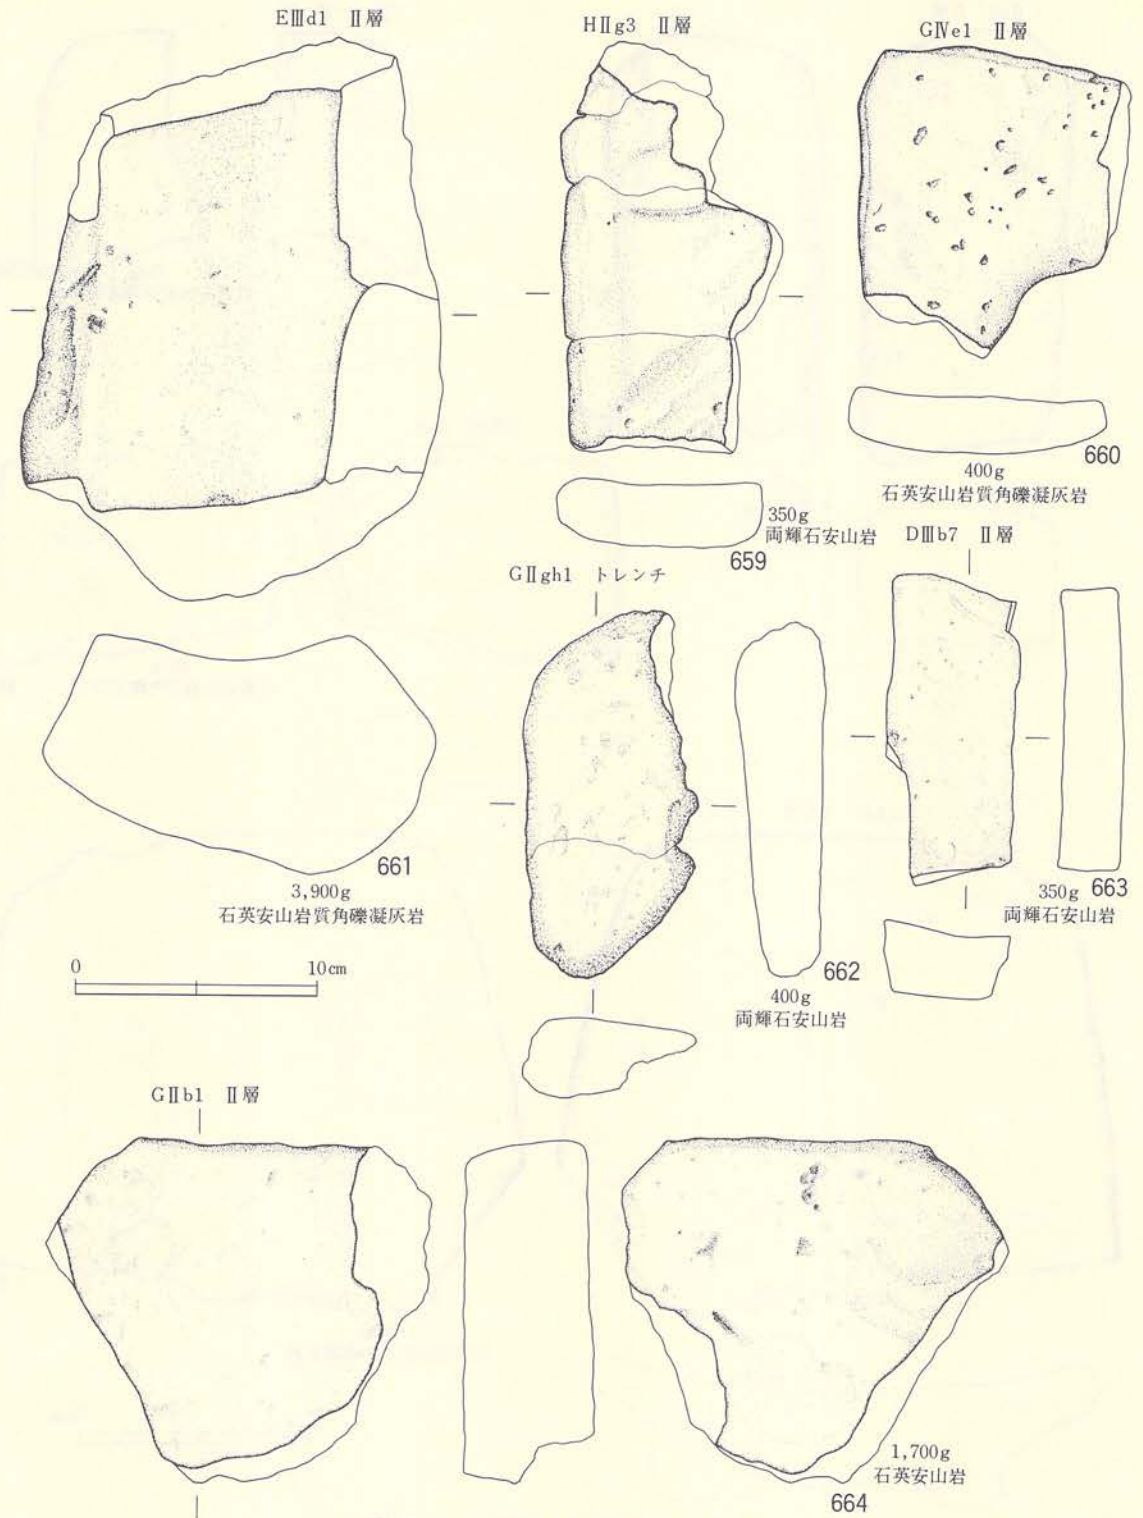 EⅢd1 Ⅱ層
HⅡg3 Ⅱ層
GⅣe1 Ⅱ層
660
400g
石英安山岩質角礫凝灰岩
350g
両輝石安山岩
659
DⅢb7 Ⅱ層
GⅡgh1 トレンチ
661
3,900g
石英安山岩質角礫凝灰岩
350g 663
両輝石安山岩
0 10cm
662
400g
両輝石安山岩
GⅡb1 Ⅱ層
1,700g
石英安山岩
664